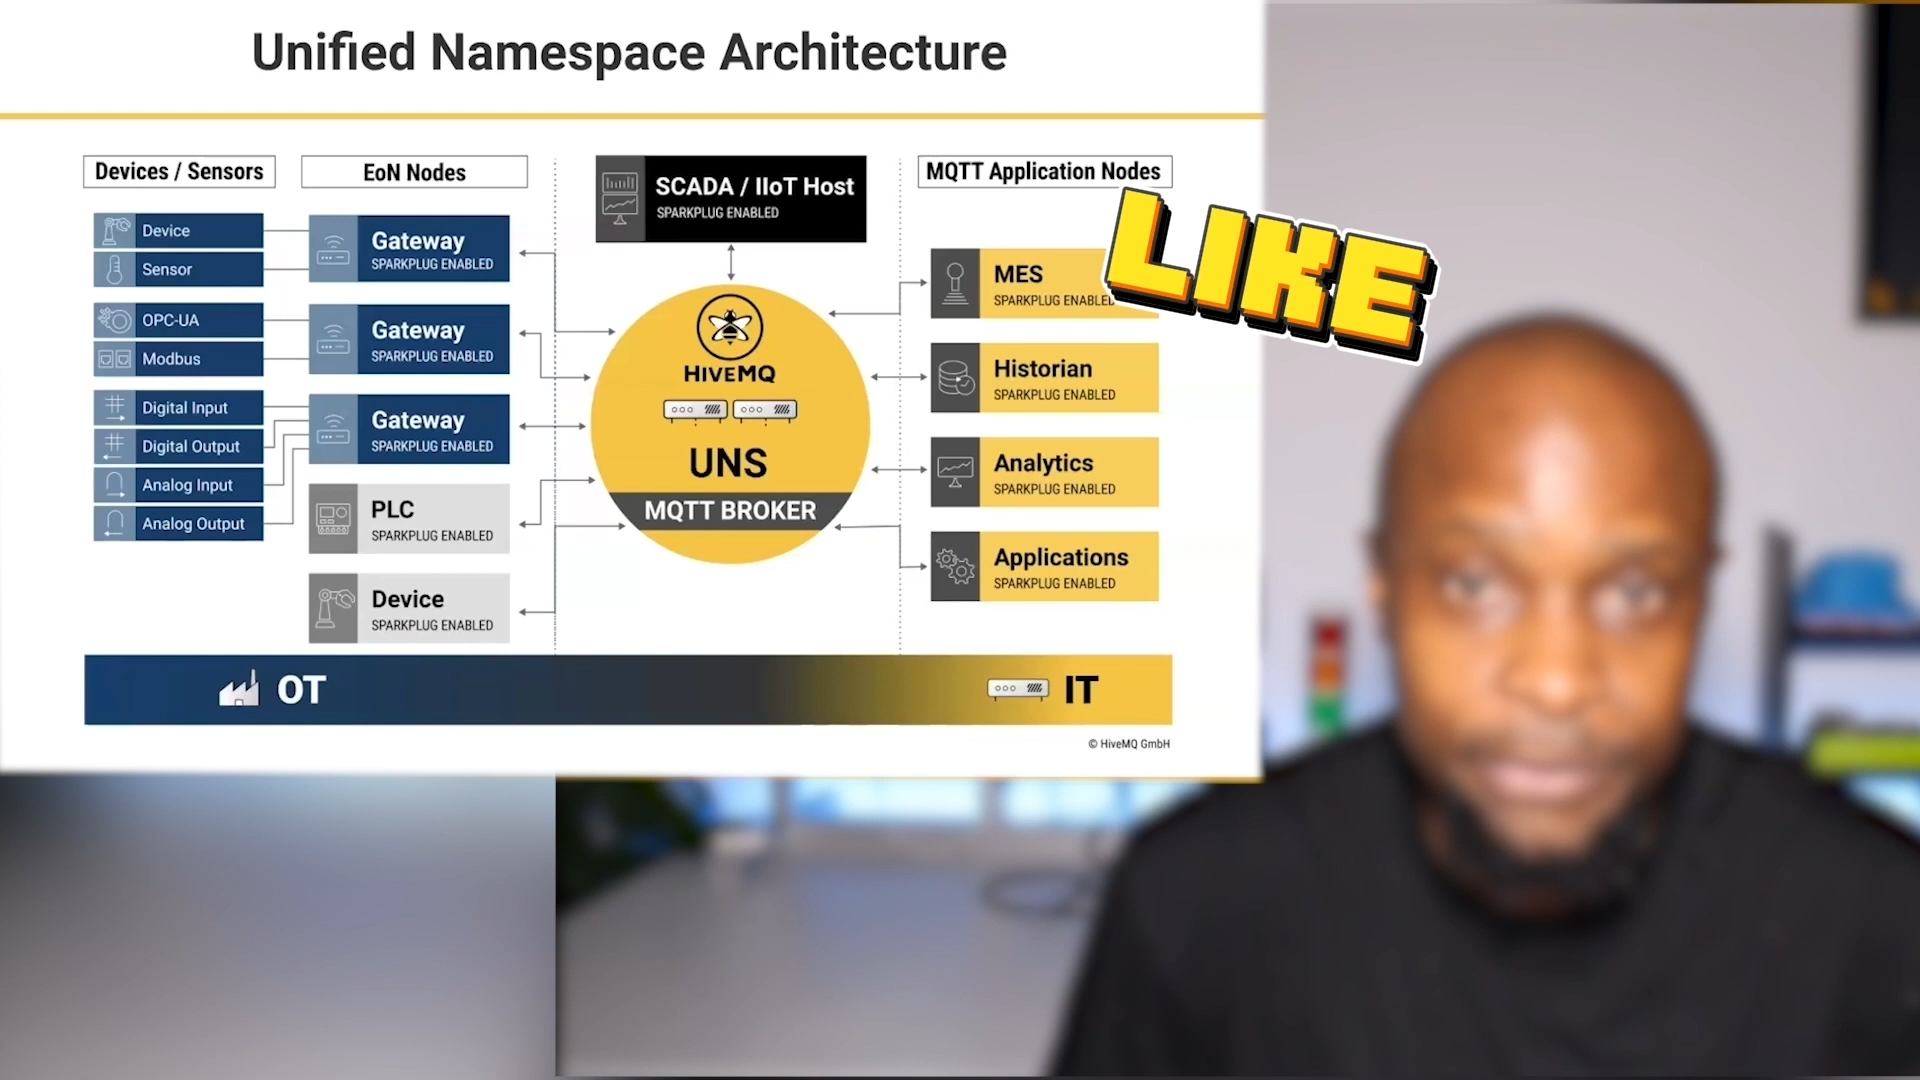 Unified Namespace Architecture
Devices / Sensors
EoN Nodes
MQTT Application Nodes
Device
Sensor
OPC-UA
Modbus
Digital Input
Digital Output
Analog Input
Analog Output
Gateway
SPARKPLUG ENABLED
Gateway
SPARKPLUG ENABLED
Gateway
SPARKPLUG ENABLED
PLC
SPARKPLUG ENABLED
Device
SPARKPLUG ENABLED
SCADA / IIoT Host
SPARKPLUG ENABLED
HIVEMQ
UNS
MQTT BROKER
MES
SPARKPLUG ENABLED
Historian
SPARKPLUG ENABLED
Analytics
SPARKPLUG ENABLED
Applications
SPARKPLUG ENABLED
LIKE
OT
IT
© HiveMQ GmbH